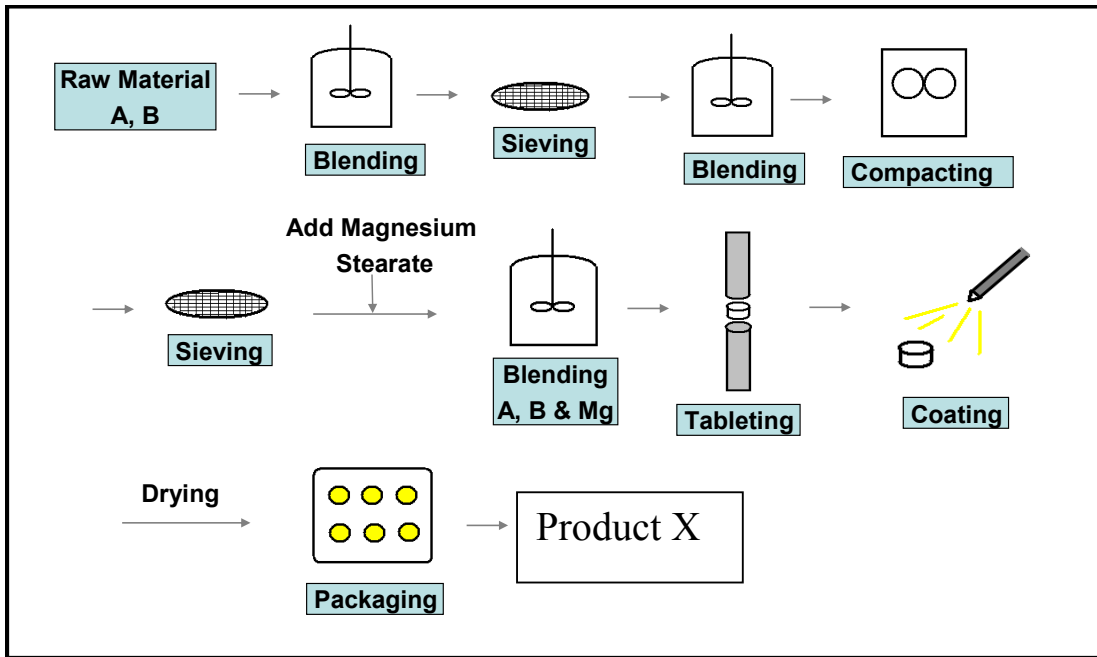 Raw Material
A, B
Blending
Sieving
Blending
Compacting
Add Magnesium
Stearate
Sieving
Blending
A, B & Mg
Tableting
Coating
Drying
Packaging
Product X